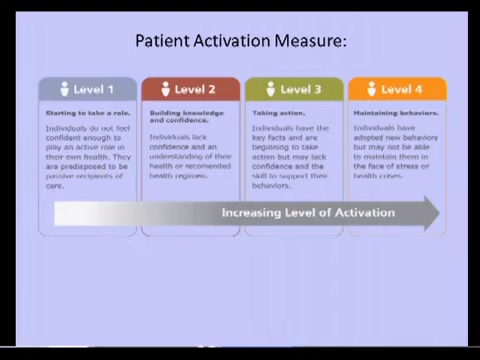 Patient Activation Measure:
Level 1
Starting to take a role.
Individuals do not feel
confident enough to
play an active role in
their own health. They
are predisposed to be
passive recipients of
care.
Level 2
Building knowledge
and confidence.
Individuals lack
confidence and an
understanding of their
health or recomended
health regimen.
Level 3
Taking action.
Individuals have the
key facts and are
beginning to take
action but may lack
confidence and the
skill to support their
behaviors.
Level 4
Maintaining behaviors.
Individuals have
adopted new behaviors
but may not be able
to maintain them in
the face of stress or
health crises.
Increasing Level of Activation